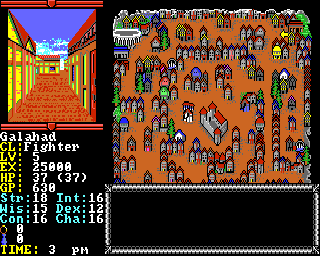 Galahad
CL:Fighter
LV: 5
EX: 25000
HP: 37 (37)
GP: 630
Str:18 Int:16
Wis:15 Dex:12
Con:16 Cha:16
0
0
TIME: 3 pm